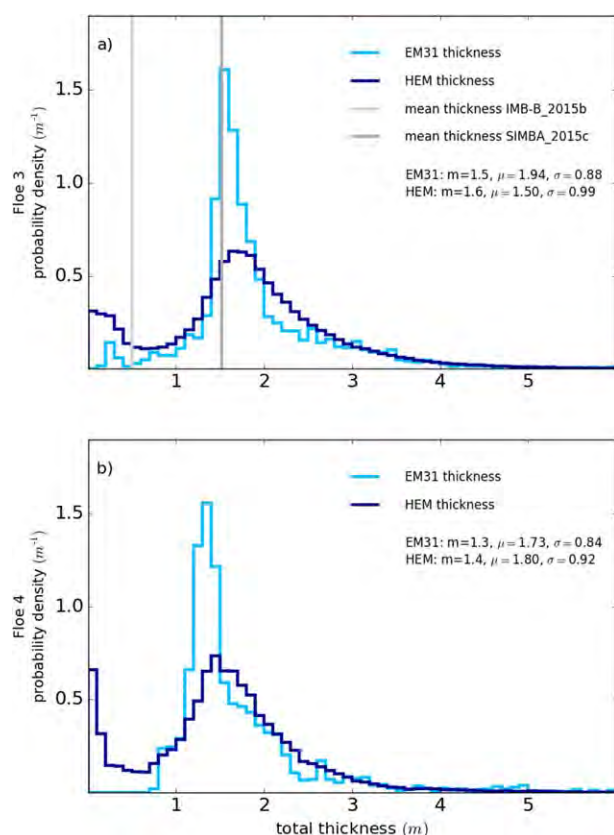 a)
EM31 thickness
HEM thickness
mean thickness IMB-B_2015b
mean thickness SIMBA_2015c
EM31: m=1.5, μ=1.94, σ=0.88
HEM: m=1.6, μ=1.50, σ=0.99
Floe 3
probability density (m⁻¹)
1.5
1.0
0.5
1 2 3 4 5
b)
EM31 thickness
HEM thickness
EM31: m=1.3, μ=1.73, σ=0.84
HEM: m=1.4, μ=1.80, σ=0.92
Floe 4
probability density (m⁻¹)
1.5
1.0
0.5
1 2 3 4 5
total thickness (m)